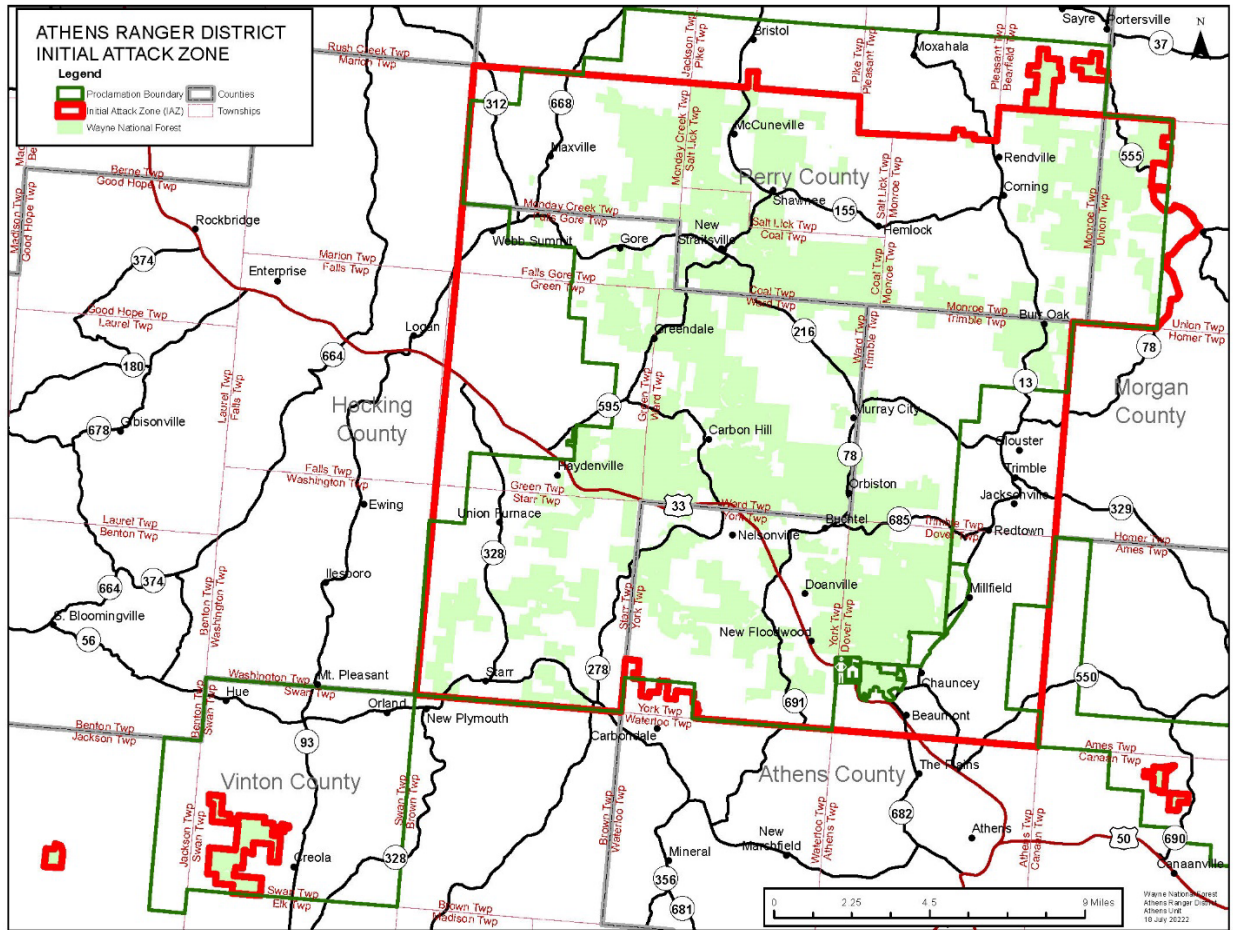 ATHENS RANGER DISTRICT
INITIAL ATTACK ZONE
Legend
Proclamation Boundary
Counties
Initial Attack Zone (IAZ)
Townships
Wayne National Forest
N
Sayre
Portersville
37
Bristol
Moxahala
Rush Creek Twp
Marion Twp
Jackson Twp
Pike Twp
Pike Twp
Pleasant Twp
Pleasant Twp
Bearfield Twp
312
668
McCuneville
Maxville
Monday Creek Twp
Salt Lick Twp
Rendville
555
Berne Twp
Good Hope Twp
Madison Twp
Good Hope Twp
Perry County
Corning
Shawnee
155
Salt Lick Twp
Monroe Twp
Monroe Twp
Union Twp
Rockbridge
Monday Creek Twp
Falls Gore Twp
Salt Lick Twp
Coal Twp
Hemlock
Webb Summit
Gore
New
Straitsville
374
Enterprise
Marion Twp
Falls Twp
Falls Gore Twp
Green Twp
Coal Twp
Monroe Twp
Coal Twp
Ward Twp
Monroe Twp
Trimble Twp
Burr Oak
Good Hope Twp
Laurel Twp
Union Twp
Homer Twp
Logan
Greendale
216
Ward Twp
Trimble Twp
78
180
664
Laurel Twp
Falls Twp
Green Twp
Ward Twp
13
Morgan
County
Hocking
County
595
Murray City
678
Gibisonville
Carbon Hill
78
Glouster
Trimble
Haydenville
Falls Twp
Washington Twp
Green Twp
Starr Twp
Orbiston
Jacksonville
Ewing
33
Ward Twp
York Twp
329
Laurel Twp
Benton Twp
Union Furnace
Nelsonville
Buchtel
685
Trimble Twp
Dover Twp
Redtown
Homer Twp
Ames Twp
328
374
664
Ilesboro
Doanville
Millfield
S. Bloomingville
56
Benton Twp
Washington Twp
Starr Twp
York Twp
New Floodwood
York Twp
Dover Twp
Washington Twp
Swan Twp
Mt. Pleasant
Starr
278
Chauncey
550
Hue
Benton Twp
Swan Twp
Orland
New Plymouth
York Twp
Waterloo Twp
691
Beaumont
Benton Twp
Jackson Twp
93
Carbondale
Ames Twp
Canaan Twp
Vinton County
Athens County
The Plains
Jackson Twp
Swan Twp
Swan Twp
Brown Twp
Brown Twp
Waterloo Twp
Waterloo Twp
Athens Twp
682
Athens
Athens Twp
Canaan Twp
50
690
Creola
328
Mineral
New
Marshfield
Canaanville
356
681
Swan Twp
Elk Twp
Brown Twp
Madison Twp
0
2.25
4.5
9 Miles
Wayne National Forest
Athens Ranger District
Athens Unit
18 July 20222